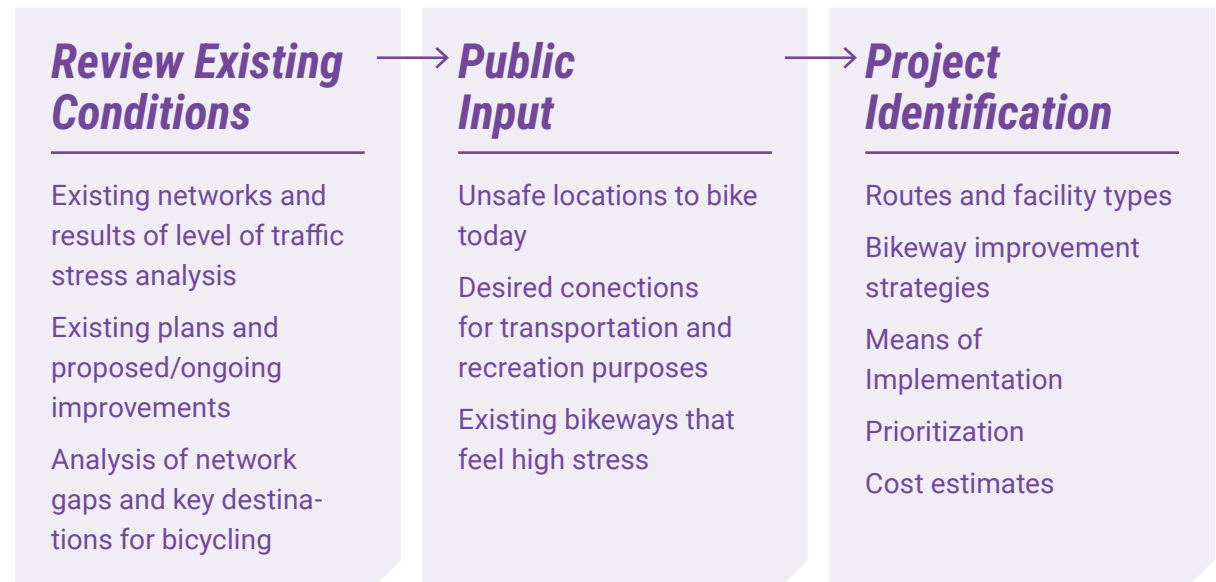 Review Existing
Conditions
Existing networks and
results of level of traffic
stress analysis
Existing plans and
proposed/ongoing
improvements
Analysis of network
gaps and key destina-
tions for bicycling
Public
Input
Unsafe locations to bike
today
Desired conections
for transportation and
recreation purposes
Existing bikeways that
feel high stress
Project
Identification
Routes and facility types
Bikeway improvement
strategies
Means of
Implementation
Prioritization
Cost estimates